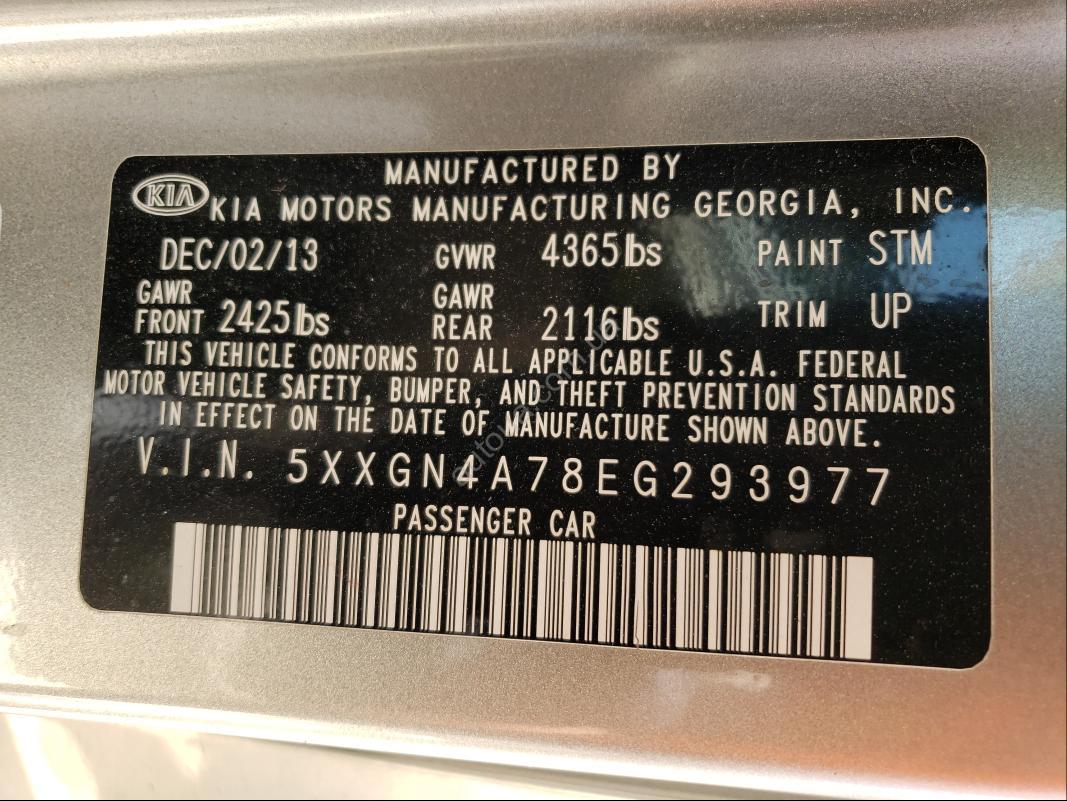 MANUFACTURED BY
KIA KIA MOTORS MANUFACTURING GEORGIA, INC.
DEC/02/13 GVWR 4365lbs PAINT STM
GAWR FRONT 2425lbs GAWR REAR 2116lbs TRIM UP
THIS VEHICLE CONFORMS TO ALL APPLICABLE U.S.A. FEDERAL
MOTOR VEHICLE SAFETY, BUMPER, AND THEFT PREVENTION STANDARDS
IN EFFECT ON THE DATE OF MANUFACTURE SHOWN ABOVE.
V.I.N. 5XXGN4A78EG293977
PASSENGER CAR